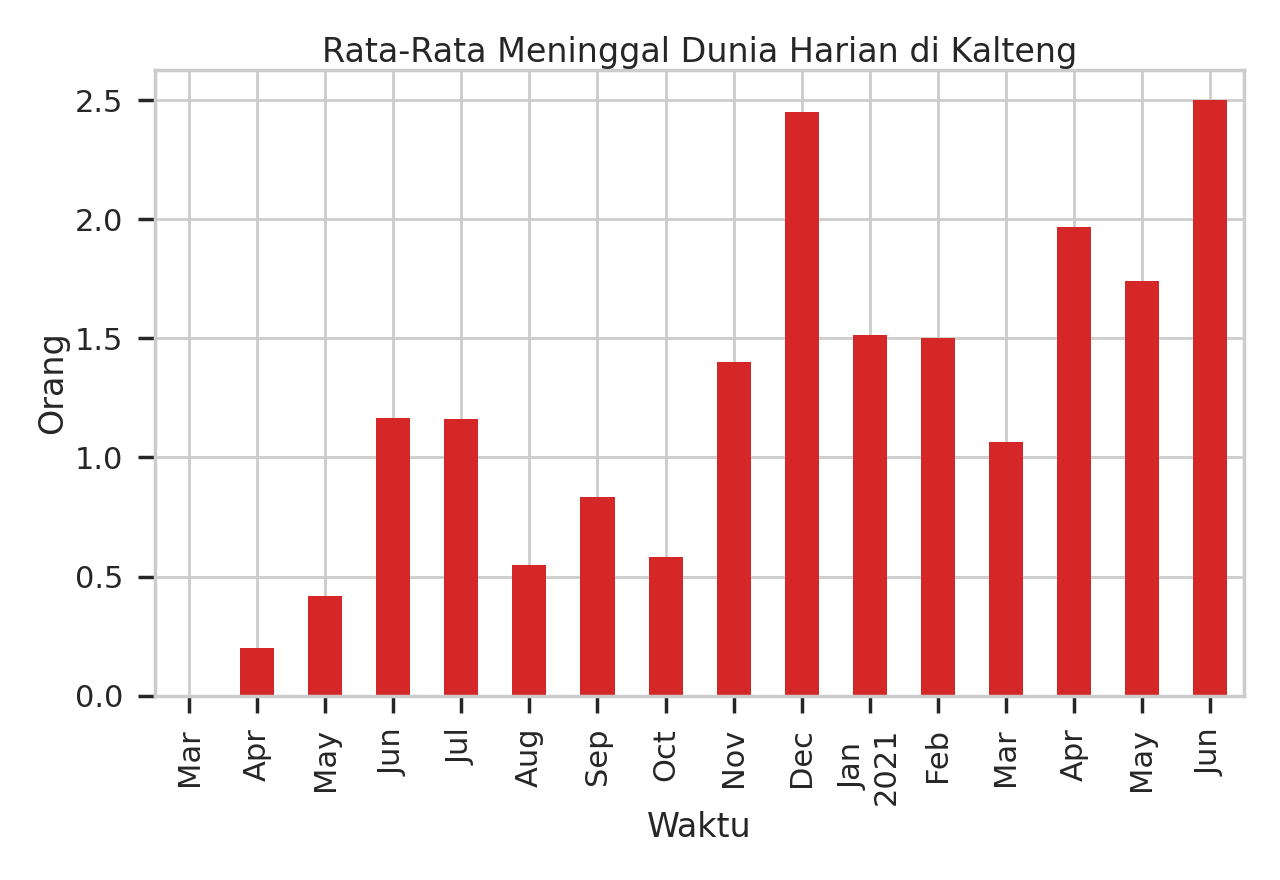 Rata-Rata Meninggal Dunia Harian di Kalteng
Orang
2.5
2.0
1.5
1.0
0.5
0.0
Mar
Apr
May
Jun
Jul
Aug
Sep
Oct
Nov
Dec
Jan
2021
Feb
Mar
Apr
May
Jun
Waktu